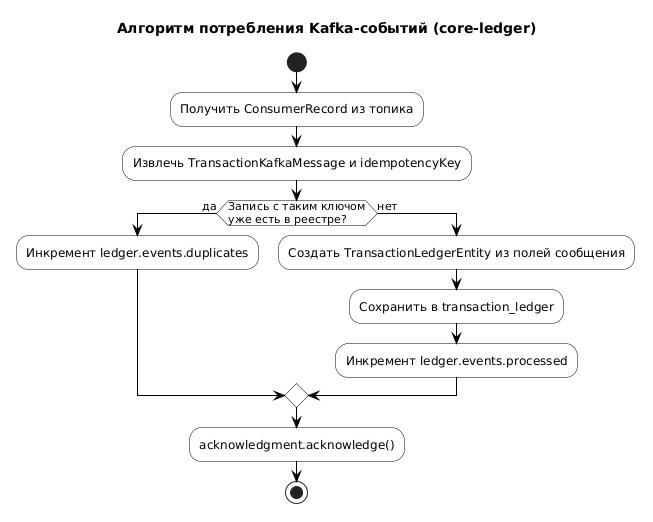 Алгоритм потребления Kafka-событий (core-ledger)
Получить ConsumerRecord из топика
Извлечь TransactionKafkaMessage и idempotencyKey
да
Запись с таким ключом
уже есть в реестре?
нет
Инкремент ledger.events.duplicates
Создать TransactionLedgerEntity из полей сообщения
Сохранить в transaction_ledger
Инкремент ledger.events.processed
acknowledgment.acknowledge()